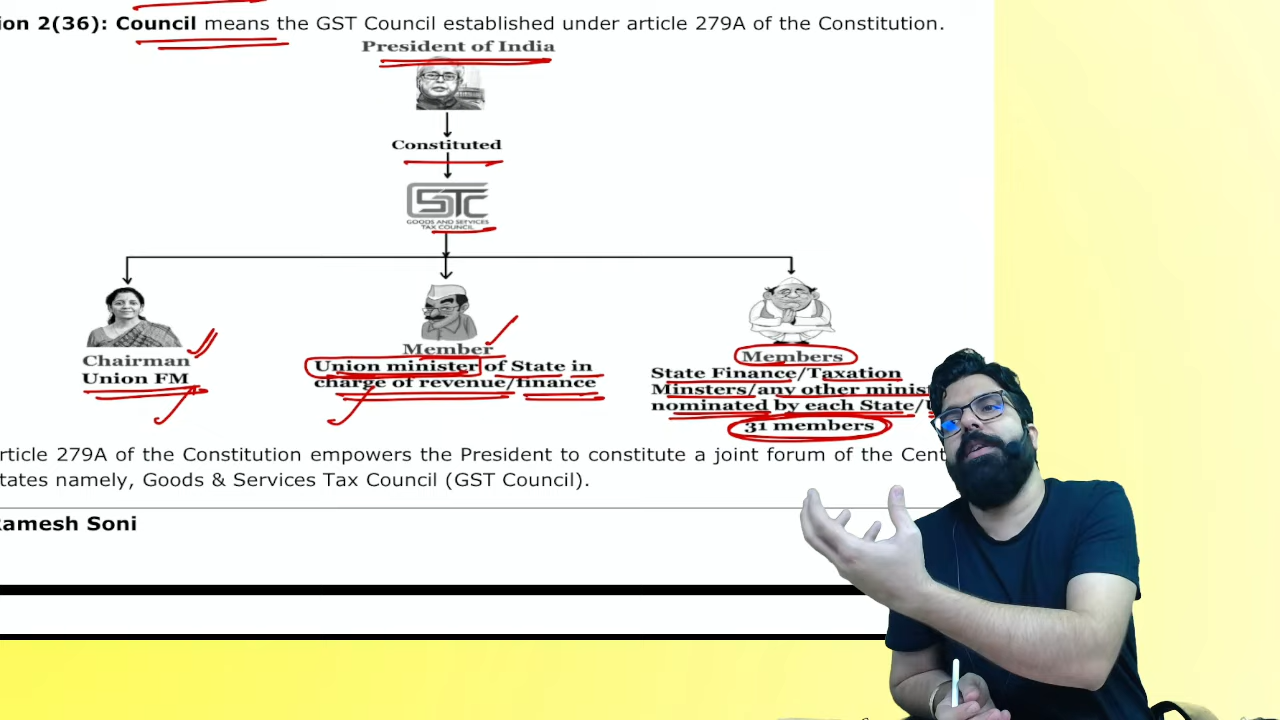 ion 2(36): Council means the GST Council established under article 279A of the Constitution.
President of India
Constituted
GSTC
GOODS AND SERVICES
TAX COUNCIL
Chairman
Union FM
Member
Union minister of State in
charge of revenue/finance
Members
State Finance/Taxation
Minsters/any other minist
nominated by each State/
31 members
rticle 279A of the Constitution empowers the President to constitute a joint forum of the Cent
tates namely, Goods & Services Tax Council (GST Council).
amesh Soni